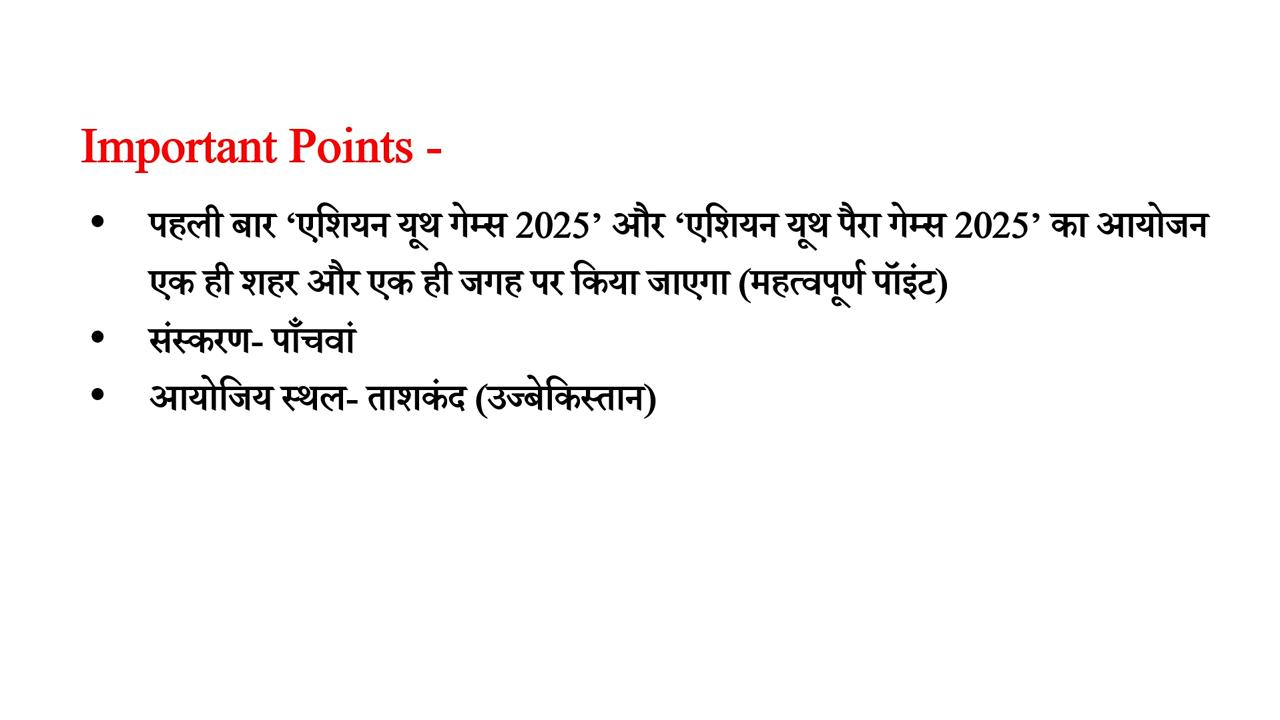 Important Points -
• पहली बार ‘एशियन यूथ गेम्स 2025’ और ‘एशियन यूथ पैरा गेम्स 2025’ का आयोजन
एक ही शहर और एक ही जगह पर किया जाएगा (महत्वपूर्ण पॉइंट)
• संस्करण- पाँचवां
• आयोजिय स्थल- ताशकंद (उज्बेकिस्तान)